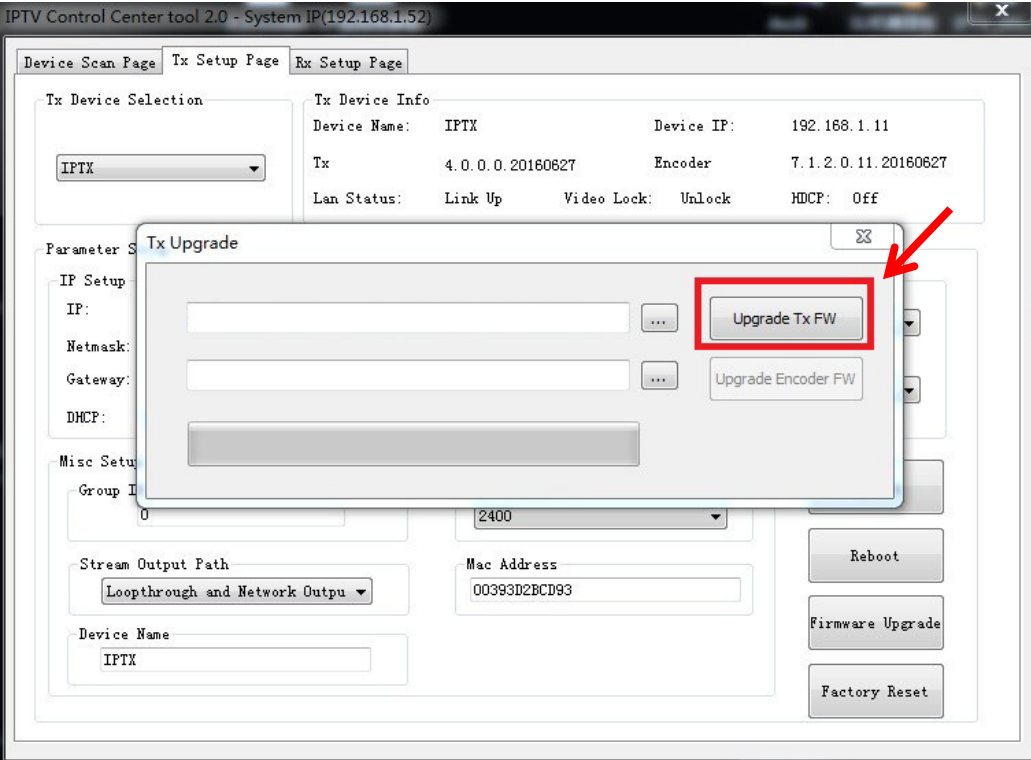 IPTV Control Center tool 2.0 - System IP(192.168.1.52)
x
Device Scan Page Tx Setup Page Rx Setup Page
Tx Device Selection
IPTX
Tx Device Info
Device Name: IPTX Device IP: 192.168.1.11
Tx 4.0.0.0.20160627 Encoder 7.1.2.0.11.20160627
Lan Status: Link Up Video Lock: Unlock HDCP: Off
Parameter S
IP Setup
IP:
Netmask:
Gateway:
DHCP:
Tx Upgrade
... Upgrade Tx FW
... Upgrade Encoder FW
Misc Setu
Group I
0
2400
Stream Output Path
Loopthrough and Network Outpu
Mac Address
00393D2BCD93
Device Name
IPTX
Reboot
Firmware Upgrade
Factory Reset